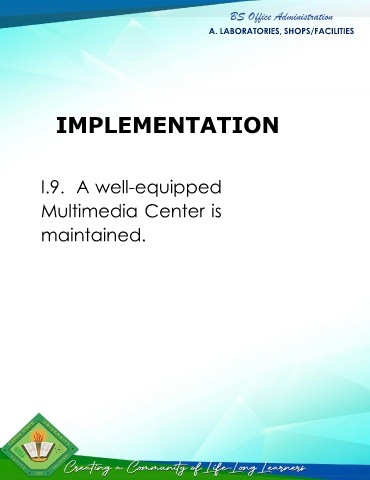 BS Office Administration
A. LABORATORIES, SHOPS/FACILITIES
IMPLEMENTATION
I.9. A well-equipped
Multimedia Center is
maintained.
Creating a Community of Life-Long Learners